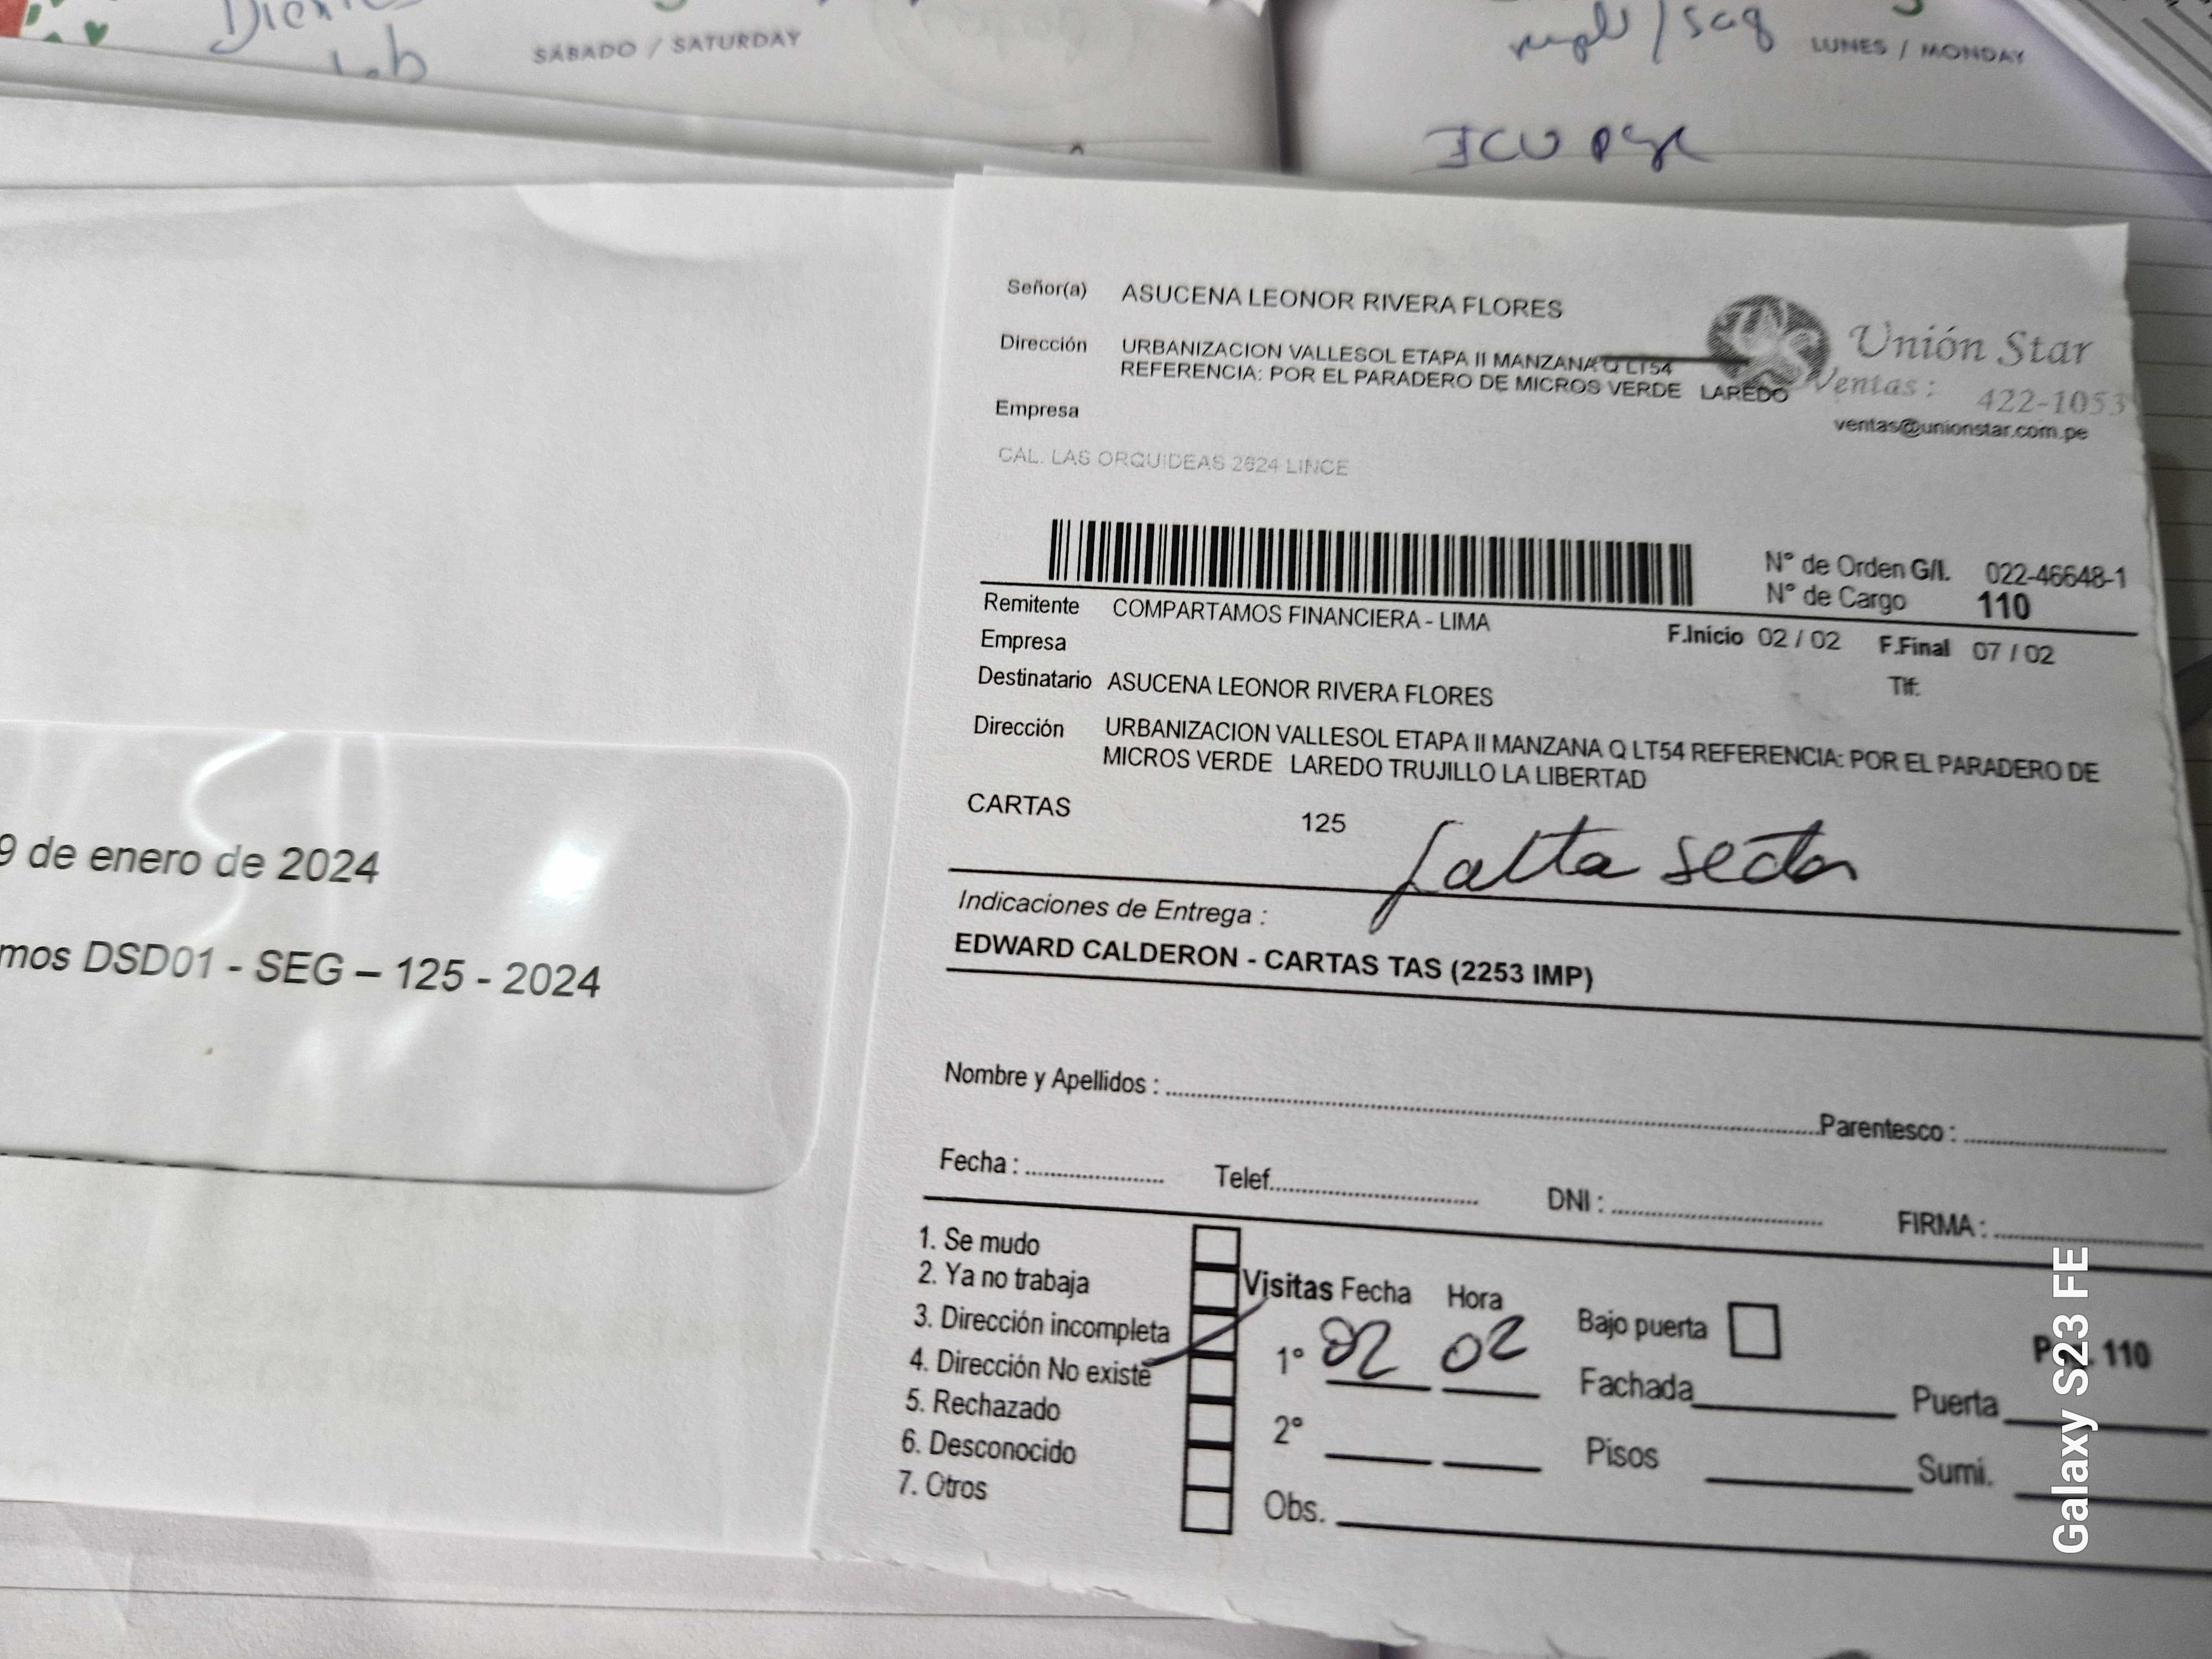 SÁBADO / SATURDAY
LUNES / MONDAY
Señor(a) ASUCENA LEONOR RIVERA FLORES
Dirección URBANIZACION VALLESOL ETAPA II MANZANA Q LT54
REFERENCIA: POR EL PARADERO DE MICROS VERDE LAREDO
Unión Star
Ventas : 422-1053
ventas@unionstar.com.pe
Empresa
CAL. LAS ORQUIDEAS 2624 LINCE
N° de Orden G/I. 022-46648-1
N° de Cargo 110
Remitente COMPARTAMOS FINANCIERA - LIMA
F.Inicio 02 / 02 F.Final 07 / 02
Empresa
Tlf:
Destinatario ASUCENA LEONOR RIVERA FLORES
Dirección URBANIZACION VALLESOL ETAPA II MANZANA Q LT54 REFERENCIA: POR EL PARADERO DE
MICROS VERDE LAREDO TRUJILLO LA LIBERTAD
CARTAS 125
falta sector
Indicaciones de Entrega :
EDWARD CALDERON - CARTAS TAS (2253 IMP)
Nombre y Apellidos : Parentesco :
Fecha : Telef. DNI : FIRMA :
1. Se mudo
2. Ya no trabaja
3. Dirección incompleta
4. Dirección No existe
5. Rechazado
6. Desconocido
7. Otros
Visitas Fecha Hora
1° 02 02
2°
Obs.
Bajo puerta
Fachada Puerta
Pisos Sumi.
110
9 de enero de 2024
mos DSD01 - SEG – 125 - 2024
Galaxy S23 FE